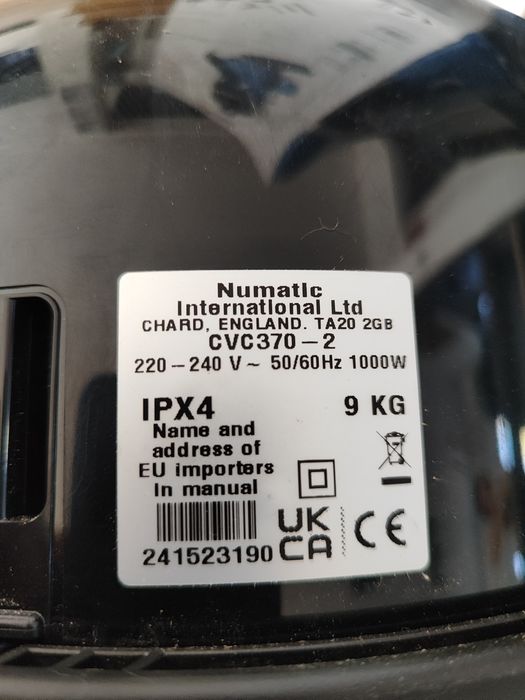 Numatic
International Ltd
CHARD, ENGLAND. TA20 2GB
CVC370-2
220-240 V~ 50/60Hz 1000W
IPX4
9 KG
Name and
address of
EU importers
In manual
241523190
UK
CA
CE